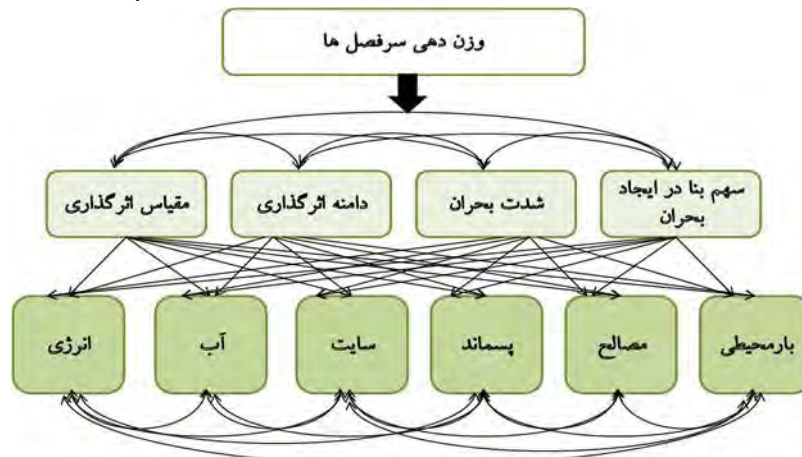 وزن دهی سرفصل ها
سهم بنا در ایجاد
بحران
شدت بحران
دامنه اثرگذاری
مقیاس اثرگذاری
بارمحیطی
مصالح
پسماند
سایت
آب
انرژی